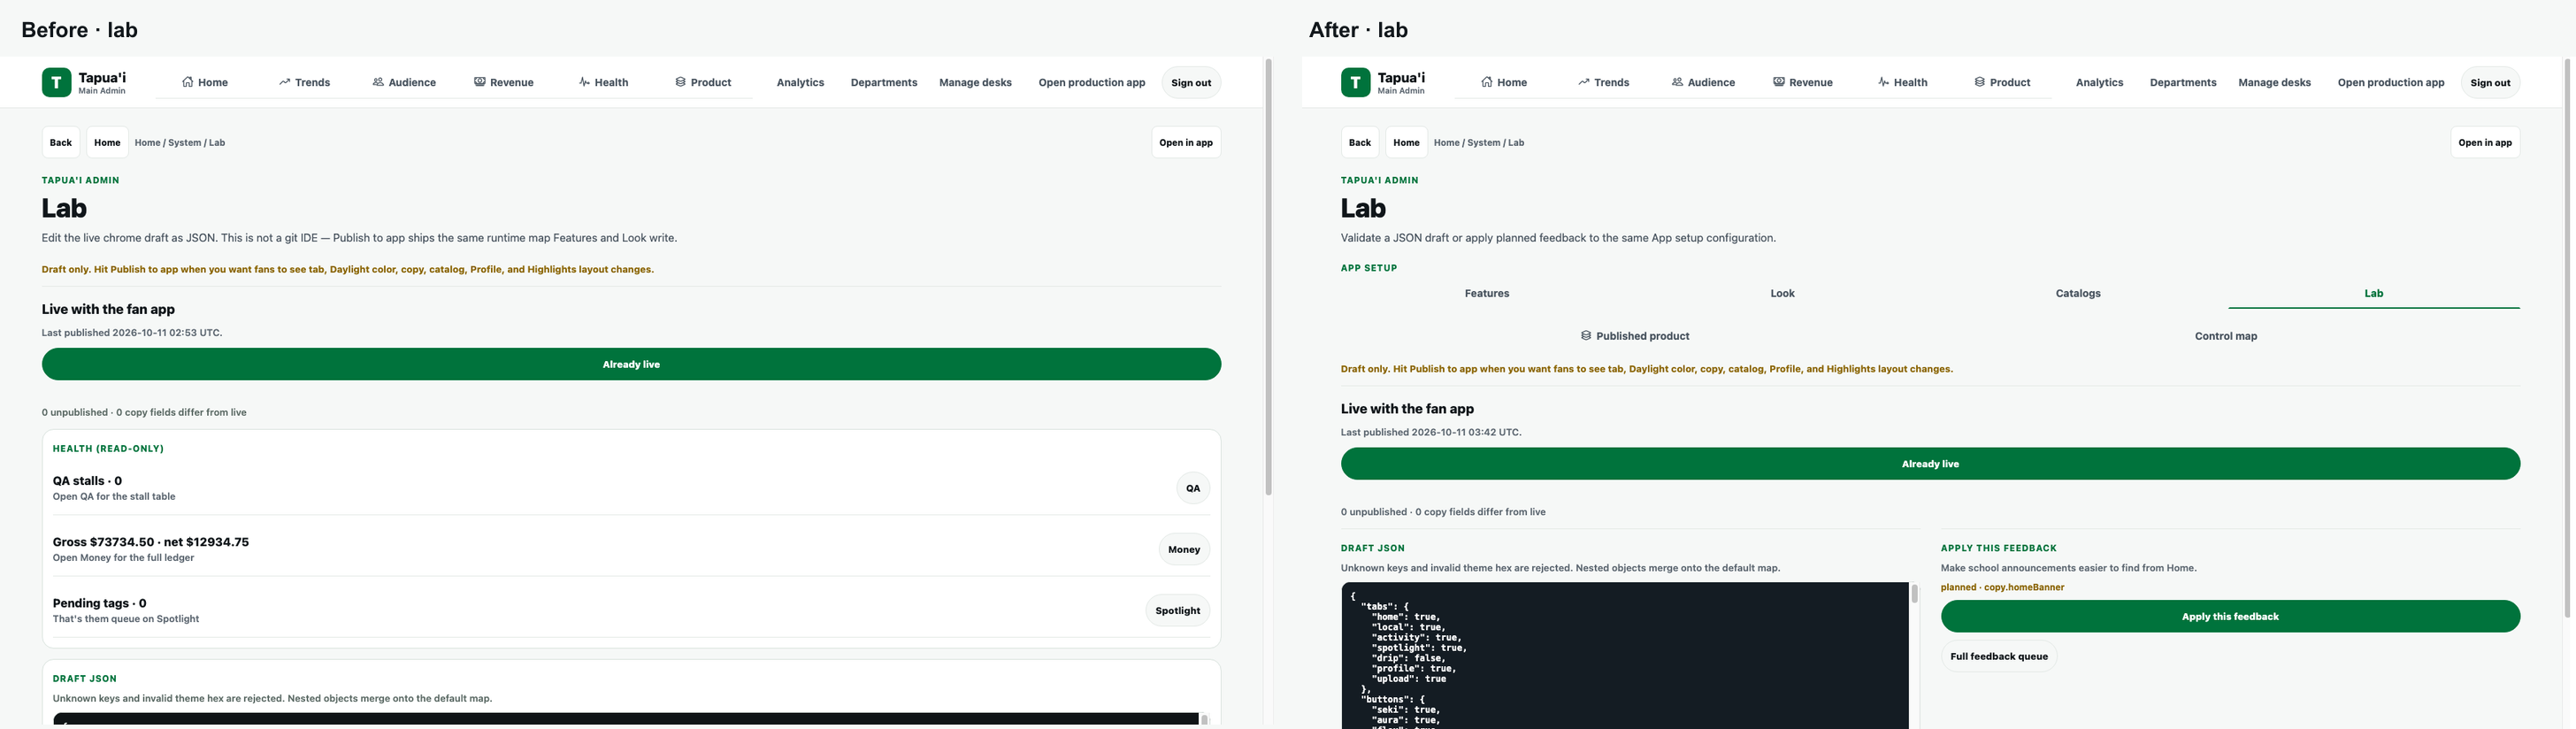 Before · lab
T
Tapua'i
Main Admin
Home
Trends
Audience
Revenue
Health
Product
Analytics
Departments
Manage desks
Open production app
Sign out
Back
Home
Home / System / Lab
Open in app
TAPUA'I ADMIN
Lab
Edit the live chrome draft as JSON. This is not a git IDE — Publish to app ships the same runtime map Features and Look write.
Draft only. Hit Publish to app when you want fans to see tab, Daylight color, copy, catalog, Profile, and Highlights layout changes.
Live with the fan app
Last published 2026-10-11 02:53 UTC.
Already live
0 unpublished · 0 copy fields differ from live
HEALTH (READ-ONLY)
QA stalls · 0
Open QA for the stall table
QA
Gross $73734.50 · net $12934.75
Open Money for the full ledger
Money
Pending tags · 0
That's them queue on Spotlight
Spotlight
DRAFT JSON
Unknown keys and invalid theme hex are rejected. Nested objects merge onto the default map.
After · lab
T
Tapua'i
Main Admin
Home
Trends
Audience
Revenue
Health
Product
Analytics
Departments
Manage desks
Open production app
Sign out
Back
Home
Home / System / Lab
Open in app
TAPUA'I ADMIN
Lab
Validate a JSON draft or apply planned feedback to the same App setup configuration.
APP SETUP
Features
Look
Catalogs
Lab
Published product
Control map
Draft only. Hit Publish to app when you want fans to see tab, Daylight color, copy, catalog, Profile, and Highlights layout changes.
Live with the fan app
Last published 2026-10-11 03:42 UTC.
Already live
0 unpublished · 0 copy fields differ from live
DRAFT JSON
Unknown keys and invalid theme hex are rejected. Nested objects merge onto the default map.
{
"tabs": {
"home": true,
"local": true,
"activity": true,
"spotlight": true,
"drip": false,
"profile": true,
"upload": true
},
"buttons": {
"seki": true,
"aura": true,
APPLY THIS FEEDBACK
Make school announcements easier to find from Home.
planned · copy.homeBanner
Apply this feedback
Full feedback queue